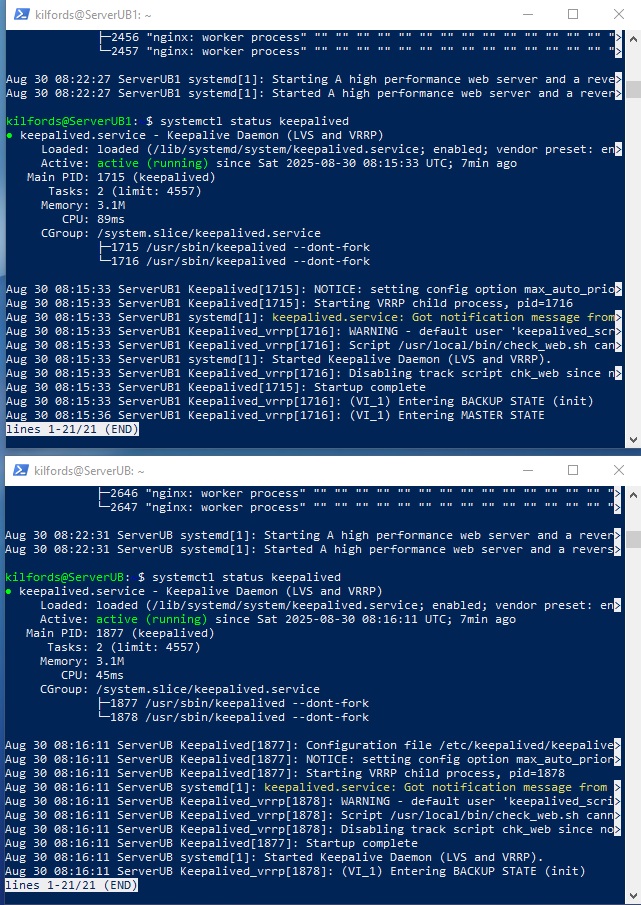 kilfords@ServerUB1: ~
├─2456 "nginx: worker process" "" "" "" "" "" "" "" "" "" "" "" "" "" "" ">
└─2457 "nginx: worker process" "" "" "" "" "" "" "" "" "" "" "" "" "" "" ">
Aug 30 08:22:27 ServerUB1 systemd[1]: Starting A high performance web server and a reve>
Aug 30 08:22:27 ServerUB1 systemd[1]: Started A high performance web server and a rever>
kilfords@ServerUB1: $ systemctl status keepalived
● keepalived.service - Keepalive Daemon (LVS and VRRP)
Loaded: loaded (/lib/systemd/system/keepalived.service; enabled; vendor preset: en>
Active: active (running) since Sat 2025-08-30 08:15:33 UTC; 7min ago
Main PID: 1715 (keepalived)
Tasks: 2 (limit: 4557)
Memory: 3.1M
CPU: 89ms
CGroup: /system.slice/keepalived.service
├─1715 /usr/sbin/keepalived --dont-fork
└─1716 /usr/sbin/keepalived --dont-fork
Aug 30 08:15:33 ServerUB1 Keepalived[1715]: NOTICE: setting config option max_auto_prio>
Aug 30 08:15:33 ServerUB1 Keepalived[1715]: Starting VRRP child process, pid=1716
Aug 30 08:15:33 ServerUB1 systemd[1]: keepalived.service: Got notification message from>
Aug 30 08:15:33 ServerUB1 Keepalived_vrrp[1716]: WARNING - default user 'keepalived_scr>
Aug 30 08:15:33 ServerUB1 Keepalived_vrrp[1716]: Script /usr/local/bin/check_web.sh can>
Aug 30 08:15:33 ServerUB1 systemd[1]: Started Keepalive Daemon (LVS and VRRP).
Aug 30 08:15:33 ServerUB1 Keepalived_vrrp[1716]: Disabling track script chk_web since n>
Aug 30 08:15:33 ServerUB1 Keepalived[1715]: Startup complete
Aug 30 08:15:33 ServerUB1 Keepalived_vrrp[1716]: (VI_1) Entering BACKUP STATE (init)
Aug 30 08:15:36 ServerUB1 Keepalived_vrrp[1716]: (VI_1) Entering MASTER STATE
lines 1-21/21 (END)
kilfords@ServerUB: ~
├─2646 "nginx: worker process" "" "" "" "" "" "" "" "" "" "" "" "" "" "" ">
└─2647 "nginx: worker process" "" "" "" "" "" "" "" "" "" "" "" "" "" "" ">
Aug 30 08:22:31 ServerUB systemd[1]: Starting A high performance web server and a rever>
Aug 30 08:22:31 ServerUB systemd[1]: Started A high performance web server and a revers>
kilfords@ServerUB: $ systemctl status keepalived
● keepalived.service - Keepalive Daemon (LVS and VRRP)
Loaded: loaded (/lib/systemd/system/keepalived.service; enabled; vendor preset: en>
Active: active (running) since Sat 2025-08-30 08:16:11 UTC; 7min ago
Main PID: 1877 (keepalived)
Tasks: 2 (limit: 4557)
Memory: 3.1M
CPU: 45ms
CGroup: /system.slice/keepalived.service
├─1877 /usr/sbin/keepalived --dont-fork
└─1878 /usr/sbin/keepalived --dont-fork
Aug 30 08:16:11 ServerUB Keepalived[1877]: Configuration file /etc/keepalived/keepalive>
Aug 30 08:16:11 ServerUB Keepalived[1877]: NOTICE: setting config option max_auto_prior>
Aug 30 08:16:11 ServerUB Keepalived[1877]: Starting VRRP child process, pid=1878
Aug 30 08:16:11 ServerUB systemd[1]: keepalived.service: Got notification message from >
Aug 30 08:16:11 ServerUB Keepalived_vrrp[1878]: WARNING - default user 'keepalived_scri>
Aug 30 08:16:11 ServerUB Keepalived_vrrp[1878]: Script /usr/local/bin/check_web.sh cann>
Aug 30 08:16:11 ServerUB Keepalived_vrrp[1878]: Disabling track script chk_web since no>
Aug 30 08:16:11 ServerUB Keepalived[1877]: Startup complete
Aug 30 08:16:11 ServerUB systemd[1]: Started Keepalive Daemon (LVS and VRRP).
Aug 30 08:16:11 ServerUB Keepalived_vrrp[1878]: (VI_1) Entering BACKUP STATE (init)
lines 1-21/21 (END)